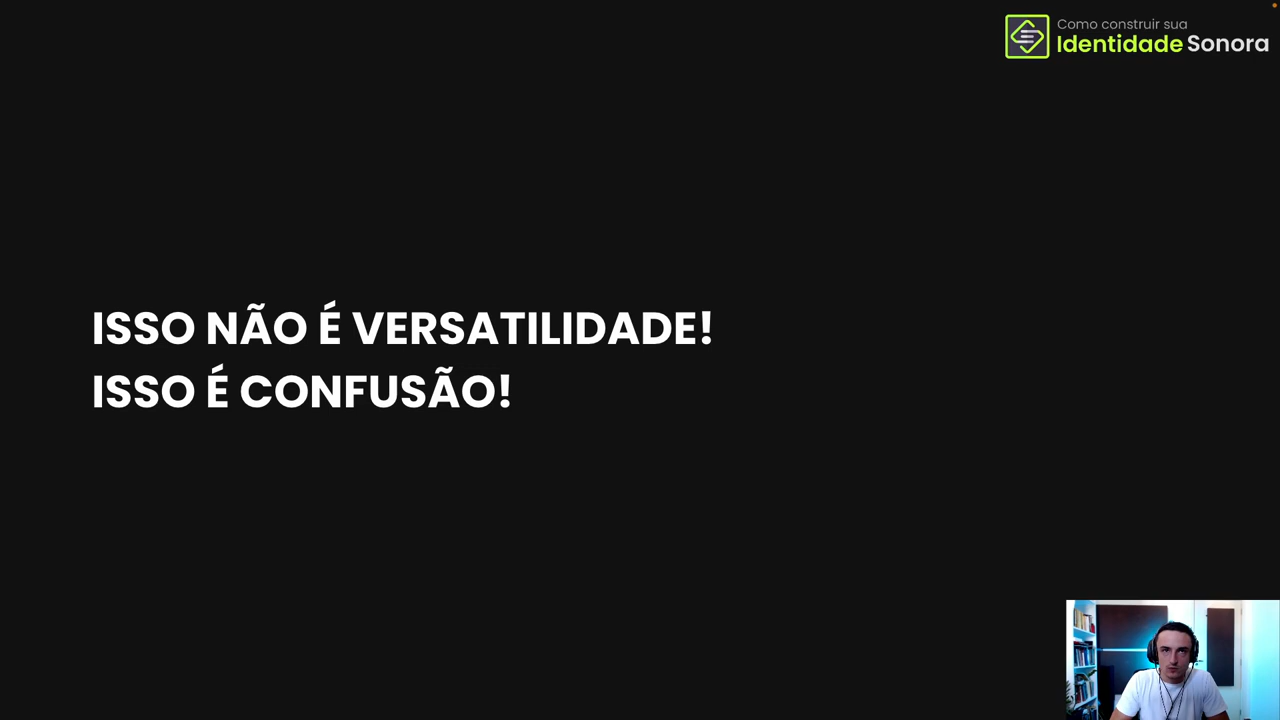 Como construir sua
Identidade Sonora
ISSO NÃO É VERSATILIDADE!
ISSO É CONFUSÃO!